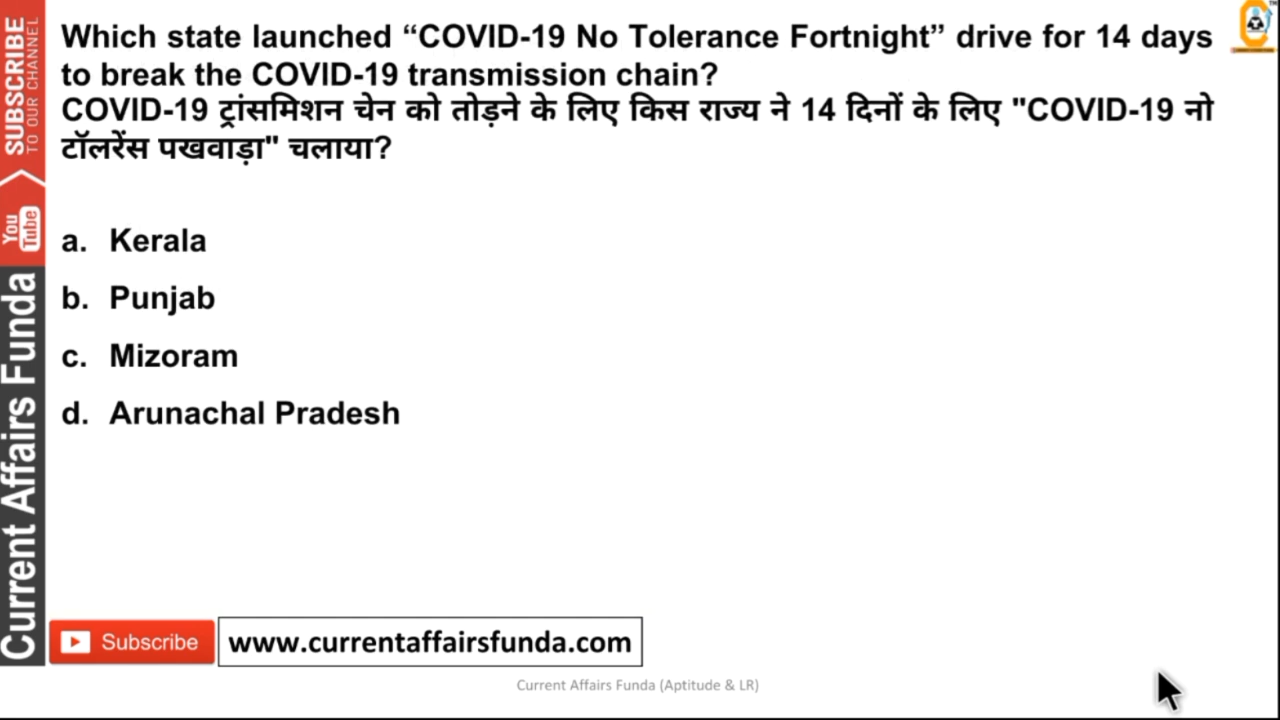 Which state launched “COVID-19 No Tolerance Fortnight” drive for 14 days
to break the COVID-19 transmission chain?
COVID-19 ट्रांसमिशन चेन को तोड़ने के लिए किस राज्य ने 14 दिनों के लिए "COVID-19 नो
टॉलरेंस पखवाड़ा" चलाया?
a. Kerala
b. Punjab
c. Mizoram
d. Arunachal Pradesh
SUBSCRIBE
TO OUR CHANNEL
You
Tube
Current Affairs Funda
Subscribe
www.currentaffairsfunda.com
Current Affairs Funda (Aptitude & LR)